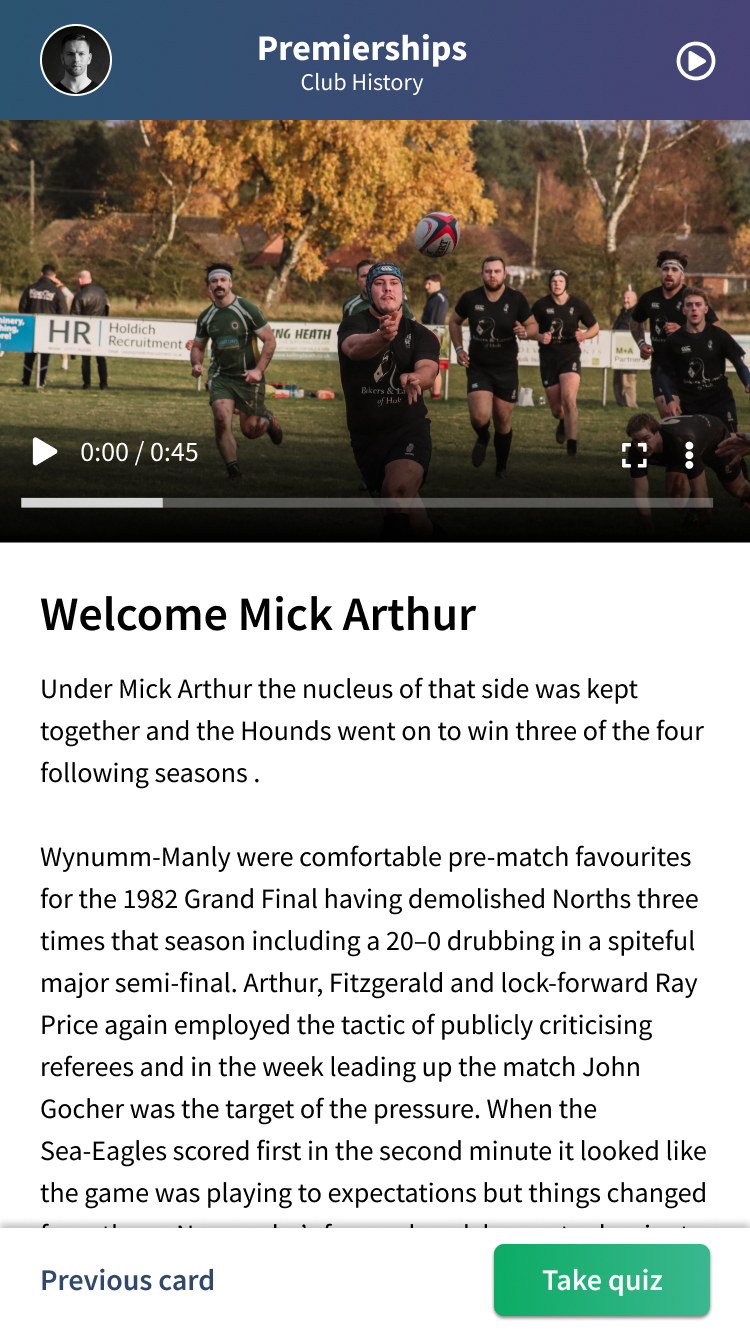 Premierships
Club History
HR
Holdich
Recruitment
NG HEATH
M+A
Partner
Bikers & L
of Hule
0:00 / 0:45
Welcome Mick Arthur
Under Mick Arthur the nucleus of that side was kept
together and the Hounds went on to win three of the four
following seasons .
Wynumm-Manly were comfortable pre-match favourites
for the 1982 Grand Final having demolished Norths three
times that season including a 20–0 drubbing in a spiteful
major semi-final. Arthur, Fitzgerald and lock-forward Ray
Price again employed the tactic of publicly criticising
referees and in the week leading up the match John
Gocher was the target of the pressure. When the
Sea-Eagles scored first in the second minute it looked like
the game was playing to expectations but things changed
Previous card
Take quiz